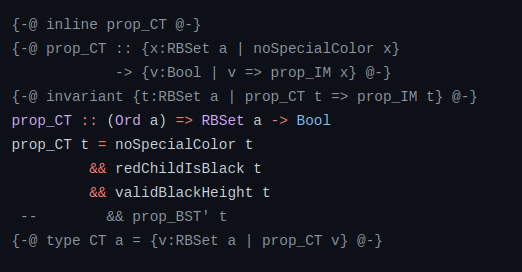 {-@ inline prop_CT @-}
{-@ prop_CT :: {x:RBSet a | noSpecialColor x}
            -> {v:Bool | v => prop_IM x} @-}
{-@ invariant {t:RBSet a | prop_CT t => prop_IM t} @-}
prop_CT :: (Ord a) => RBSet a -> Bool
prop_CT t = noSpecialColor t
         && redChildIsBlack t
         && validBlackHeight t
 --        && prop_BST' t
{-@ type CT a = {v:RBSet a | prop_CT v} @-}